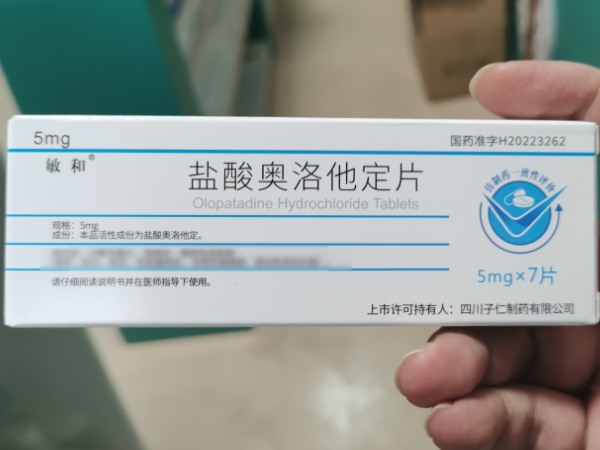 5mg
国药准字H20223262
敏和®
盐酸奥洛他定片
Olopatadine Hydrochloride Tablets
仿制药一致性评价
规格：5mg
成份：本品活性成份为盐酸奥洛他定。
请仔细阅读说明书并在医师指导下使用。
5mg×7片
上市许可持有人：四川子仁制药有限公司